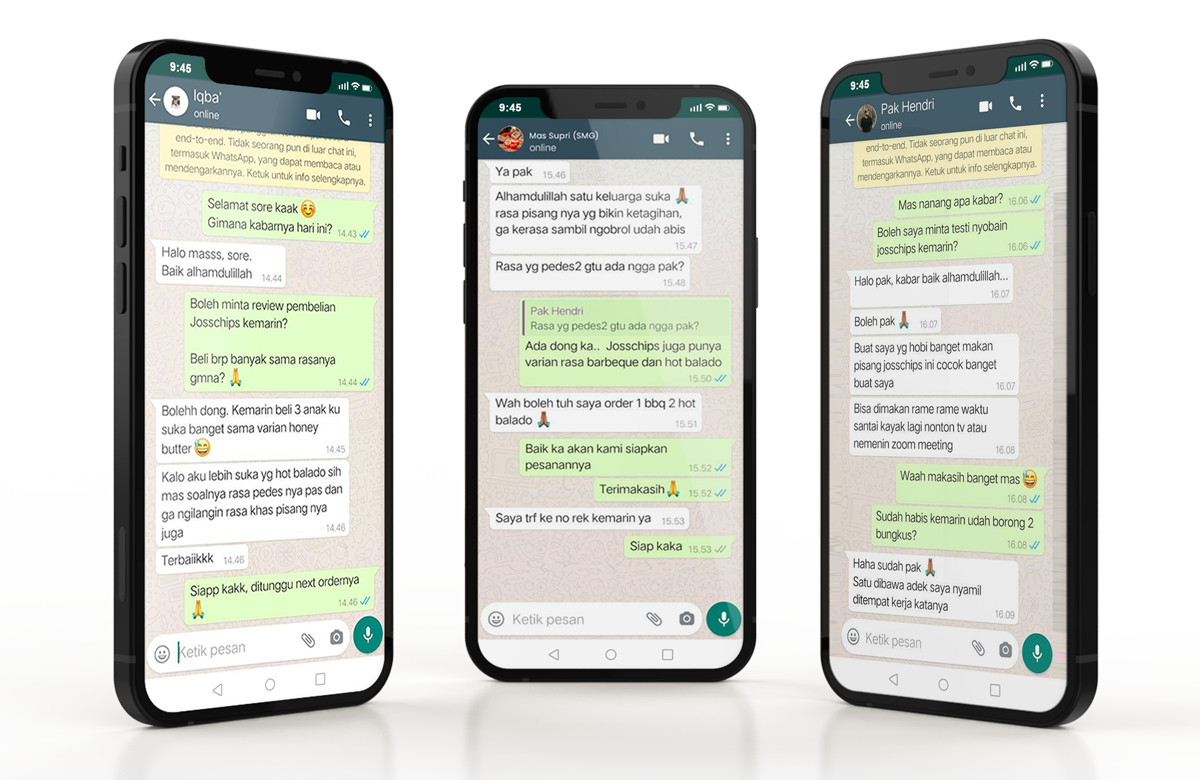 9:45
Iqba'
online
end-to-end. Tidak seorang pun di luar chat ini,
termasuk WhatsApp, yang dapat membaca atau
mendengarkannya. Ketuk untuk info selengkapnya.
Selamat sore kaak 😊
Gimana kabarnya hari ini? 14.43
Halo masss, sore.
Baik alhamdulillah 14.44
Boleh minta review pembelian
Josschips kemarin?
Beli brp banyak sama rasanya
gmna? 🙏 14.44
Bolehh dong. Kemarin beli 3 anak ku
suka banget sama varian honey
butter 😅 14.45
Kalo aku lebih suka yg hot balado sih
mas soalnya rasa pedes nya pas dan
ga ngilangin rasa khas pisang nya
juga 14.46
Terbaiikkk 14.46
Siapp kakk, ditunggu next ordernya
🙏 14.46
Ketik pesan
9:45
Mas Supri (SMG)
online
Ya pak 15.46
Alhamdulillah satu keluarga suka 🙏🏽
rasa pisang nya yg bikin ketagihan,
ga kerasa sambil ngobrol udah abis
15.47
Rasa yg pedes2 gtu ada ngga pak?
15.48
Pak Hendri
Rasa yg pedes2 gtu ada ngga pak?
Ada dong ka.. Josschips juga punya
varian rasa barbeque dan hot balado
15.50
Wah boleh tuh saya order 1 bbq 2 hot
balado 🙏🏽 15.51
Baik ka akan kami siapkan
pesanannya 15.52
Terimakasih🙏 15.52
Saya trf ke no rek kemarin ya 15.53
Siap kaka 15.53
Ketik pesan
9:45
Pak Hendri
online
end-to-end. Tidak seorang pun di luar chat ini,
termasuk WhatsApp, yang dapat membaca atau
mendengarkannya. Ketuk untuk info selengkapnya.
Mas nanang apa kabar? 16.06
Boleh saya minta testi nyobain
josschips kemarin? 16.06
Halo pak, kabar baik alhamdulillah...
16.07
Boleh pak 🙏🏽 16.07
Buat saya yg hobi banget makan
pisang josschips ini cocok banget
buat saya 16.07
Bisa dimakan rame rame waktu
santai kayak lagi nonton tv atau
nemenin zoom meeting 16.08
Waah makasih banget mas 😅
16.08
Sudah habis kemarin udah borong 2
bungkus? 16.08
Haha sudah pak 🙏🏽
Satu dibawa adek saya nyamil
ditempat kerja katanya
16.09
Ketik pesan